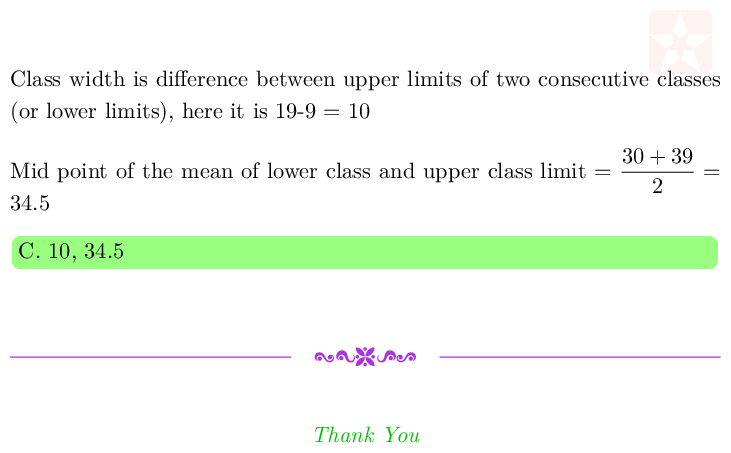 Class width is difference between upper limits of two consecutive classes
(or lower limits), here it is 19-9 = 10
Mid point of the mean of lower class and upper class limit = \frac{30 + 39}{2} =
34.5
C. 10, 34.5
Thank You